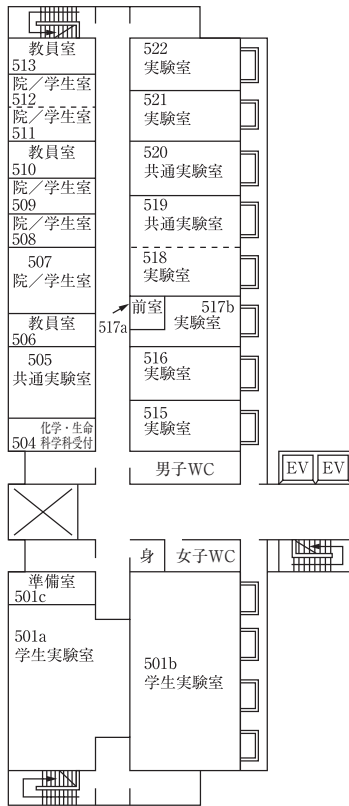 教員室
513
院／学生室
512
院／学生室
511
教員室
510
院／学生室
509
院／学生室
508
507
院／学生室
教員室
506
505
共通実験室
化学・生命
504 科学科受付
522
実験室
521
実験室
520
共通実験室
519
共通実験室
518
実験室
前室
517a
517b
実験室
516
実験室
515
実験室
男子WC
EV
EV
身
女子WC
準備室
501c
501a
学生実験室
501b
学生実験室